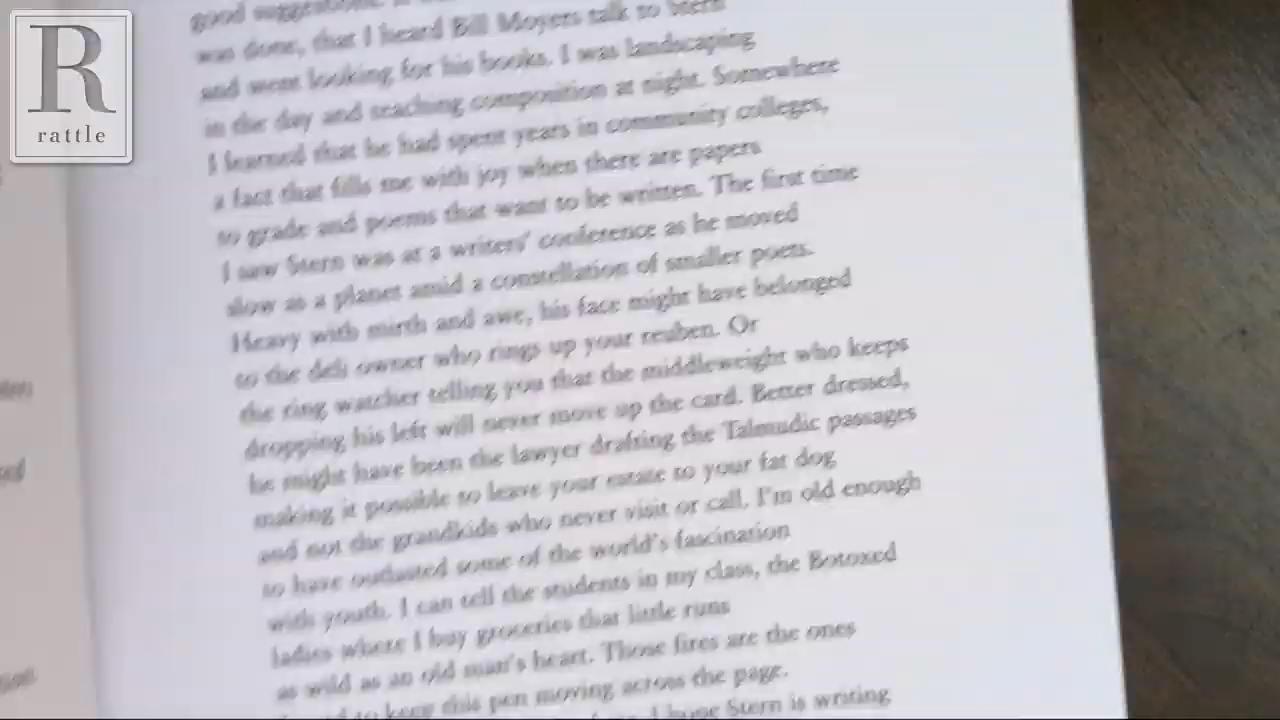 R
rattle
good suggestions.
was done, that I heard Bill Moyers talk to Stern
and went looking for his books. I was landscaping
in the day and teaching composition at night. Somewhere
I learned that he had spent years in community colleges,
a fact that fills me with joy when there are papers
to grade and poems that want to be written. The first time
I saw Stern was at a writers' conference as he moved
slow as a planet amid a constellation of smaller poets.
Heavy with mirth and awe, his face might have belonged
to the deli owner who rings up your reuben. Or
the ring watcher telling you that the middleweight who keeps
dropping his left will never move up the card. Better dressed,
he might have been the lawyer drafting the Talmudic passages
making it possible to leave your estate to your fat dog
and not the grandkids who never visit or call. I'm old enough
to have outlasted some of the world's fascination
with youth. I can tell the students in my class, the Botoxed
ladies where I buy groceries that little runs
as wild as an old man's heart. Those fires are the ones
to keep this pen moving across the page.
I hope Stern is writing